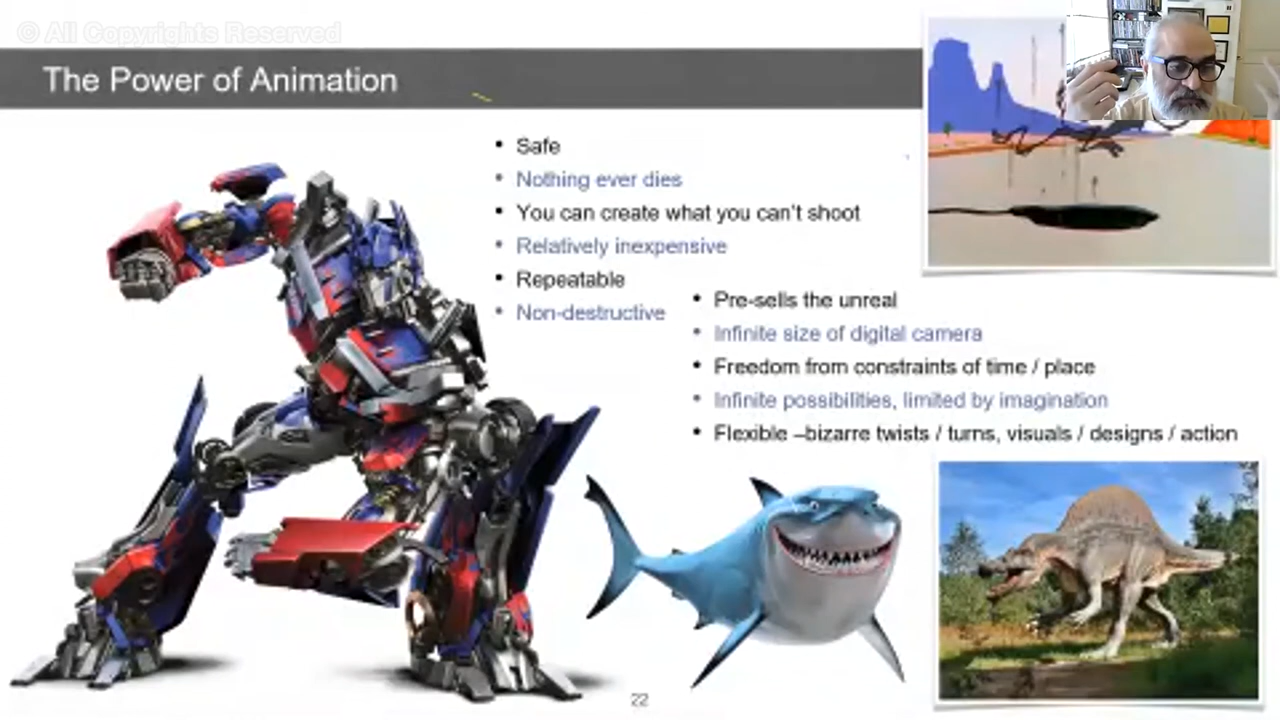 © All Copyrights Reserved
The Power of Animation
• Safe
• Nothing ever dies
• You can create what you can't shoot
• Relatively inexpensive
• Repeatable
• Non-destructive
• Pre-sells the unreal
• Infinite size of digital camera
• Freedom from constraints of time / place
• Infinite possibilities, limited by imagination
• Flexible –bizarre twists / turns, visuals / designs / action
22